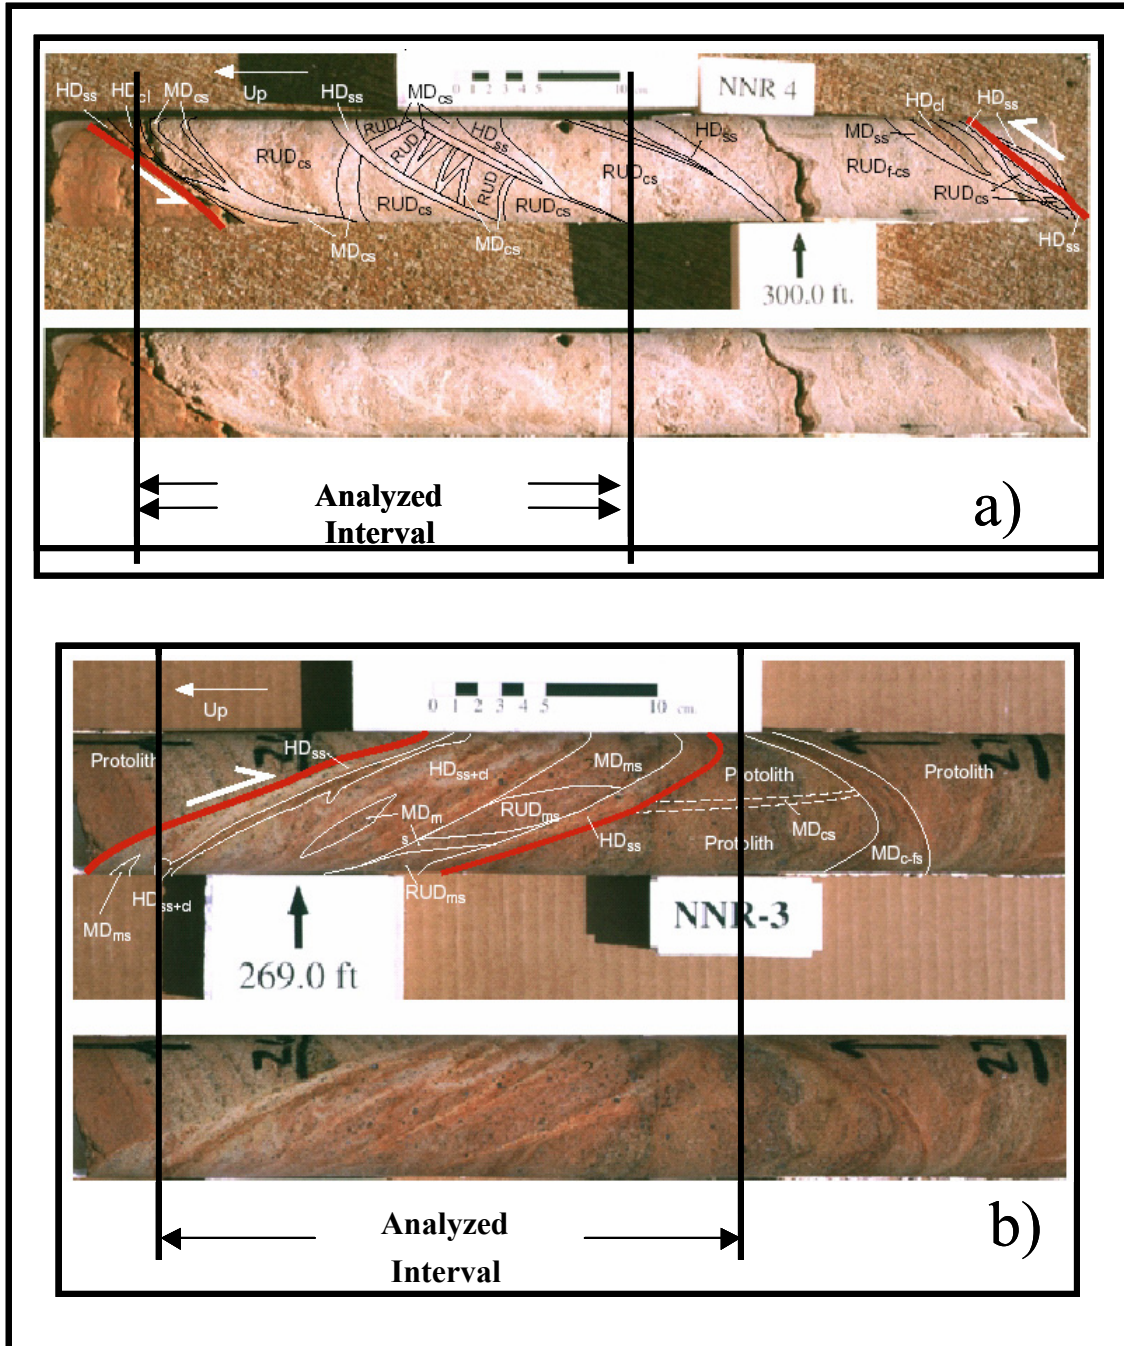 HDss HDcl MDcs
Up
HDss
MDcs
0 1 2 3 4 5 10 cm.
NNR 4
HDcl HDss
RUD
HDss
HDss
MDss
RUDcs
RUD
RUDcs
RUDf-cs
RUD
RUDcs
RUDcs
RUDcs
MDcs
MDcs
HDss
300.0 ft.
Analyzed
Interval
a)
Up
0 1 2 3 4 5 10 cm.
Protolith
HDss
HDss+cl
MDms
Protolith
Protolith
27
MDm
s
RUDms
HDss
MDcs
Protolith
MDc-fs
HDss+cl
RUDms
MDms
NNR-3
269.0 ft
27
Analyzed
Interval
b)